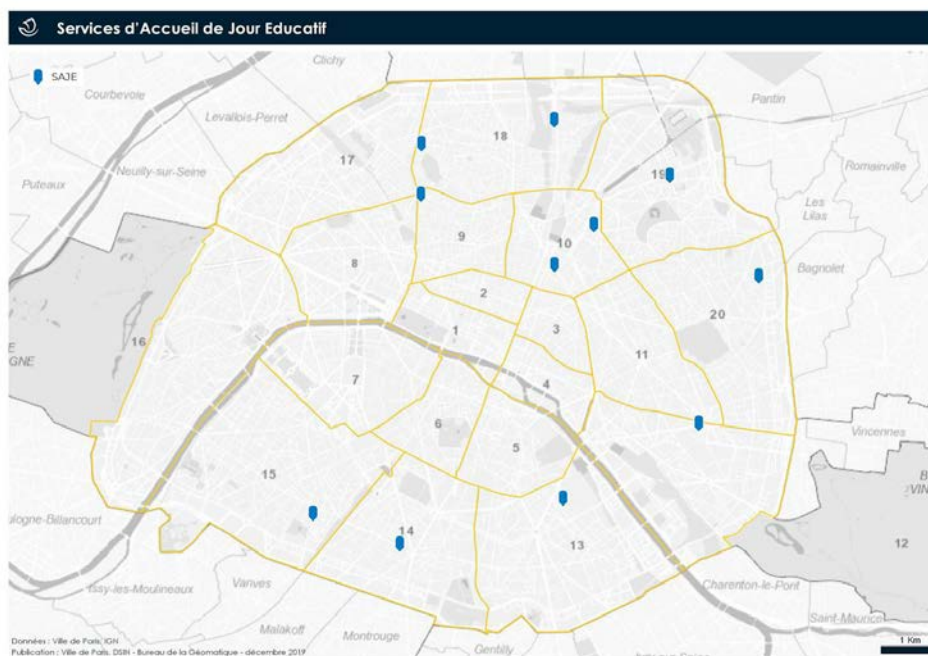 Services d'Accueil de Jour Educatif
SAJE
Clichy
Courbevoie
Levallois-Perret
Pantin
18
17
19
Neuilly-sur-Seine
Puteaux
Romainville
Les
Lilas
9
10
8
Bagnolet
2
20
1
3
16
11
GNE
7
4
6
Vincennes
5
15
14
13
12
Issy-les-Moulineaux
Vanves
Charenton-le-Pont
Saint-Maurice
Malakoff
Montrouge
Gentilly
Données : Ville de Paris, IGN
1 Km
Publication : Ville de Paris, DSIN - Bureau de la Géomatique - décembre 2019